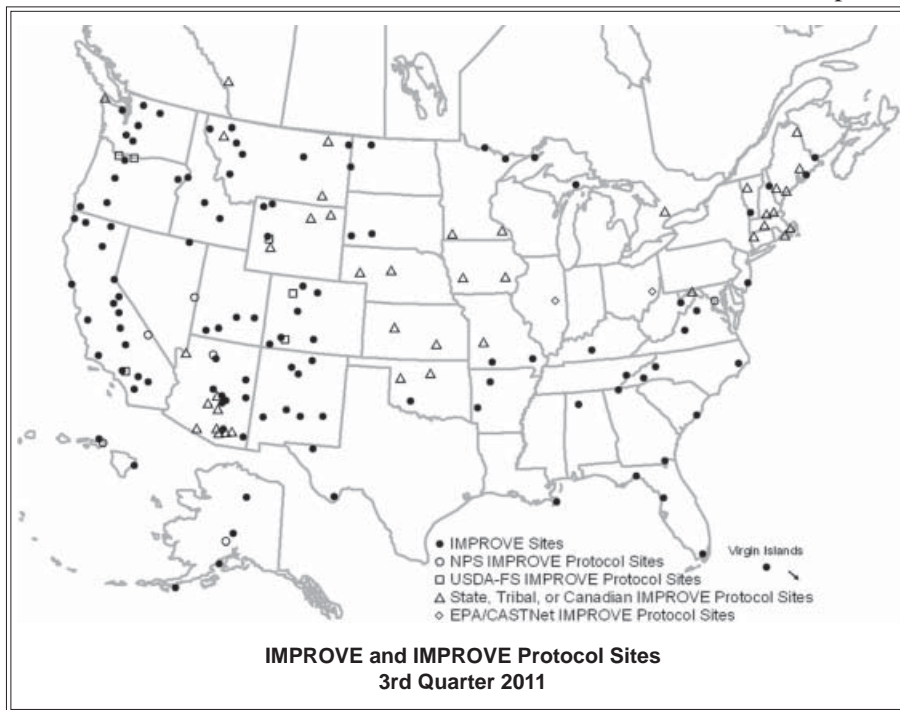 IMPROVE Sites
NPS IMPROVE Protocol Sites
USDA-FS IMPROVE Protocol Sites
State, Tribal, or Canadian IMPROVE Protocol Sites
EPA/CASTNet IMPROVE Protocol Sites
Virgin Islands
IMPROVE and IMPROVE Protocol Sites
3rd Quarter 2011